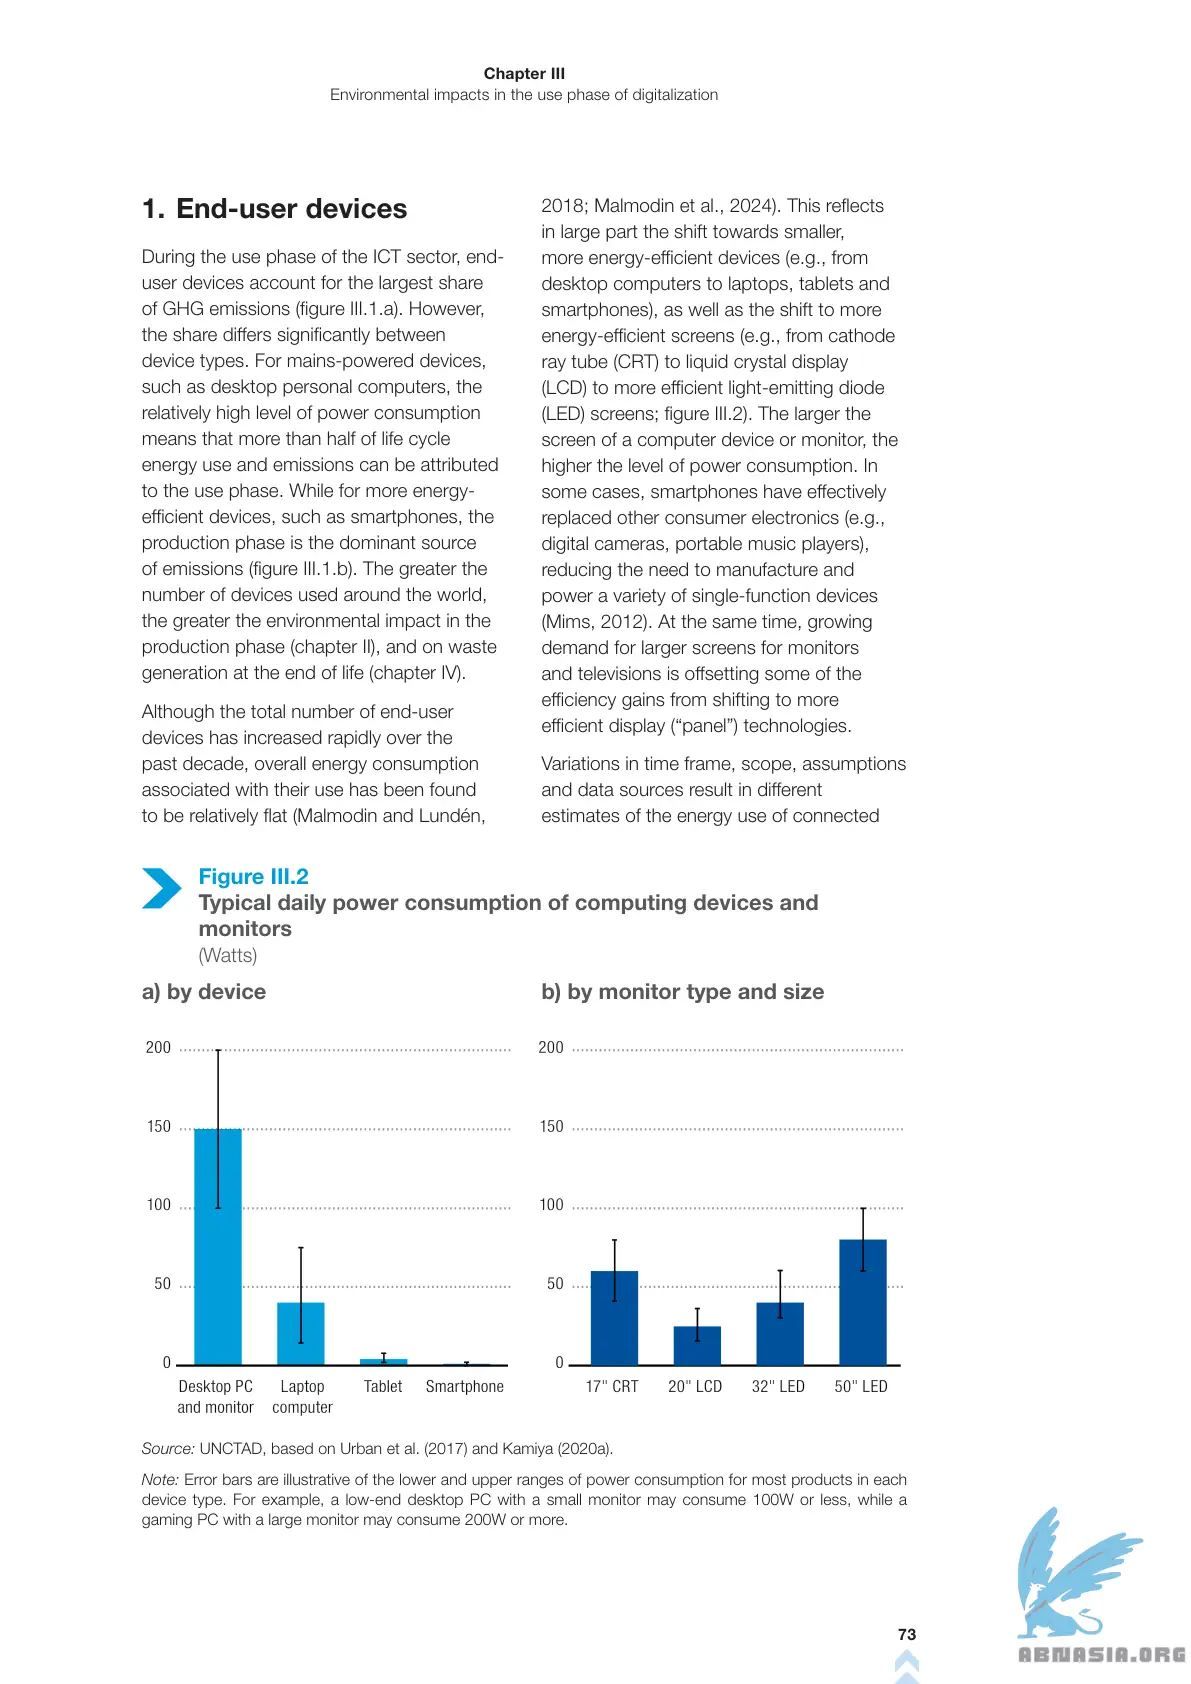 Chapter III
Environmental impacts in the use phase of digitalization
1. End-user devices
During the use phase of the ICT sector, end-
user devices account for the largest share
of GHG emissions (figure III.1.a). However,
the share differs significantly between
device types. For mains-powered devices,
such as desktop personal computers, the
relatively high level of power consumption
means that more than half of life cycle
energy use and emissions can be attributed
to the use phase. While for more energy-
efficient devices, such as smartphones, the
production phase is the dominant source
of emissions (figure III.1.b). The greater the
number of devices used around the world,
the greater the environmental impact in the
production phase (chapter II), and on waste
generation at the end of life (chapter IV).
Although the total number of end-user
devices has increased rapidly over the
past decade, overall energy consumption
associated with their use has been found
to be relatively flat (Malmodin and Lundén,
2018; Malmodin et al., 2024). This reflects
in large part the shift towards smaller,
more energy-efficient devices (e.g., from
desktop computers to laptops, tablets and
smartphones), as well as the shift to more
energy-efficient screens (e.g., from cathode
ray tube (CRT) to liquid crystal display
(LCD) to more efficient light-emitting diode
(LED) screens; figure III.2). The larger the
screen of a computer device or monitor, the
higher the level of power consumption. In
some cases, smartphones have effectively
replaced other consumer electronics (e.g.,
digital cameras, portable music players),
reducing the need to manufacture and
power a variety of single-function devices
(Mims, 2012). At the same time, growing
demand for larger screens for monitors
and televisions is offsetting some of the
efficiency gains from shifting to more
efficient display (“panel”) technologies.
Variations in time frame, scope, assumptions
and data sources result in different
estimates of the energy use of connected
Figure III.2
Typical daily power consumption of computing devices and
monitors
(Watts)
a) by device
200
150
100
50
0
Desktop PC
and monitor
Laptop
computer
Tablet
Smartphone
b) by monitor type and size
200
150
100
50
0
17" CRT
20" LCD
32" LED
50" LED
Source: UNCTAD, based on Urban et al. (2017) and Kamiya (2020a).
Note: Error bars are illustrative of the lower and upper ranges of power consumption for most products in each
device type. For example, a low-end desktop PC with a small monitor may consume 100W or less, while a
gaming PC with a large monitor may consume 200W or more.
73
ABNASIA.ORG